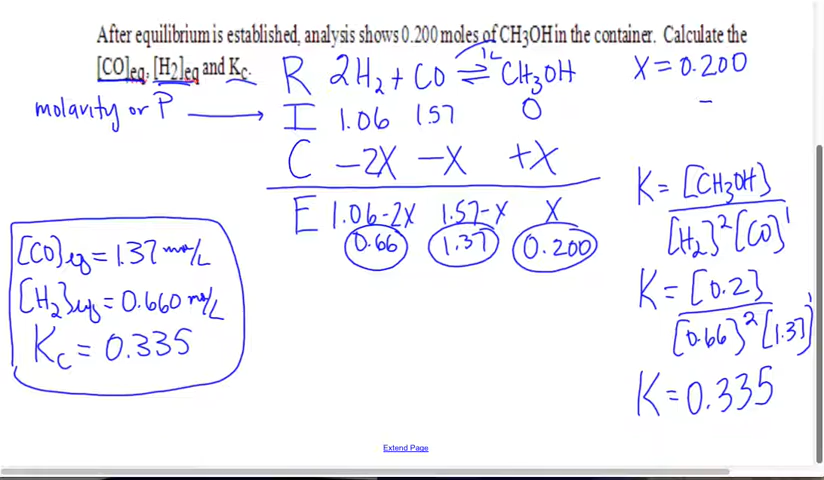 After equilibrium is established, analysis shows 0.200 moles of CH3OH in the container. Calculate the
[CO]eq, [H2]eq and Kc.
molarity or P
1L
R 2H2 + CO ⇌ CH3OH
I 1.06 1.57 0
C -2X -X +X
E 1.06-2X 1.57-X X
0.66 1.37 0.200
X = 0.200
K = [CH3OH] / [H2]^2 [CO]^1
K = [0.2] / [0.66]^2 [1.37]^1
K = 0.335
[CO]eq = 1.37 mol/L
[H2]eq = 0.660 mol/L
Kc = 0.335
Extend Page